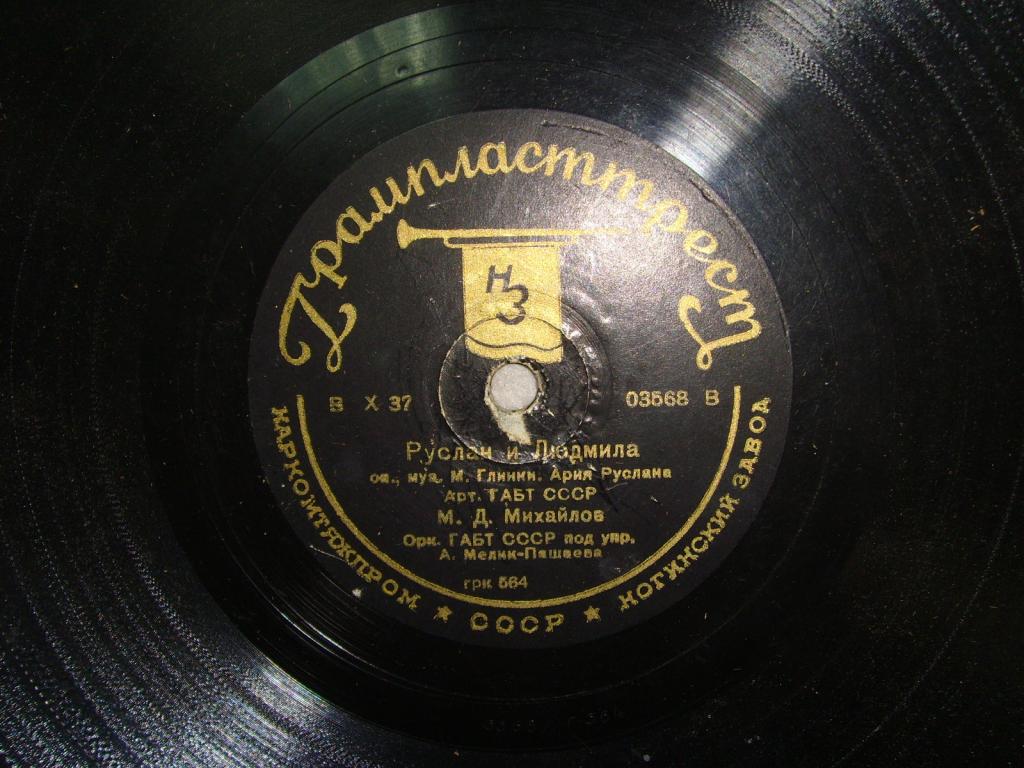 Грампласттрест
НЗ
В X 37 03568 В
Руслан и Людмила
оп., муз. М. Глинки. Ария Руслана
Арт. ГАБТ СССР
М. Д. Михайлов
Орк. ГАБТ СССР под упр.
А. Мелик-Пашаева
грк 564
НАРКОМТЯЖПРОМ ★ СССР ★ НОГИНСКИЙ ЗАВОД